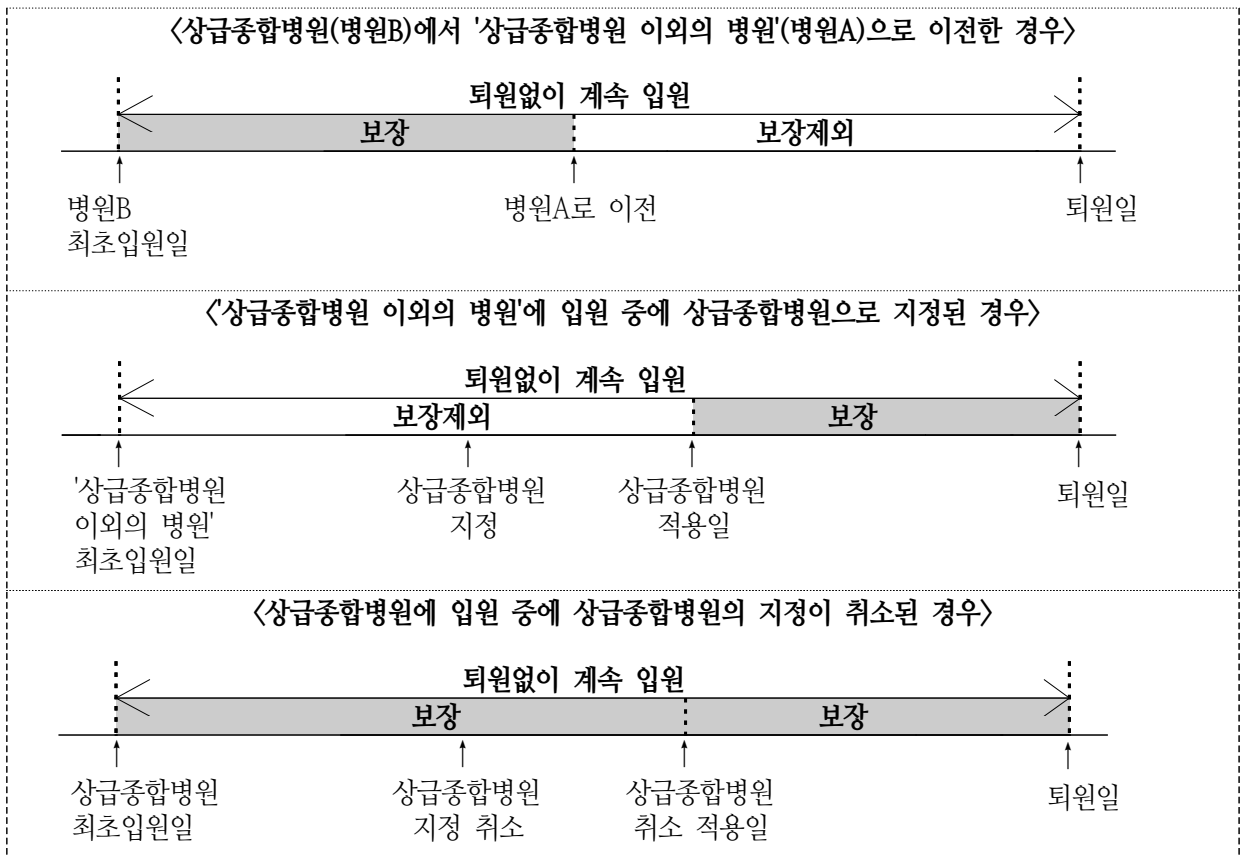 〈상급종합병원(병원B)에서 '상급종합병원 이외의 병원'(병원A)으로 이전한 경우〉
퇴원없이 계속 입원
보장 보장제외
병원B
최초입원일
병원A로 이전
퇴원일
〈'상급종합병원 이외의 병원'에 입원 중에 상급종합병원으로 지정된 경우〉
퇴원없이 계속 입원
보장제외 보장
'상급종합병원
이외의 병원'
최초입원일
상급종합병원
지정
상급종합병원
적용일
퇴원일
〈상급종합병원에 입원 중에 상급종합병원의 지정이 취소된 경우〉
퇴원없이 계속 입원
보장 보장
상급종합병원
최초입원일
상급종합병원
지정 취소
상급종합병원
취소 적용일
퇴원일